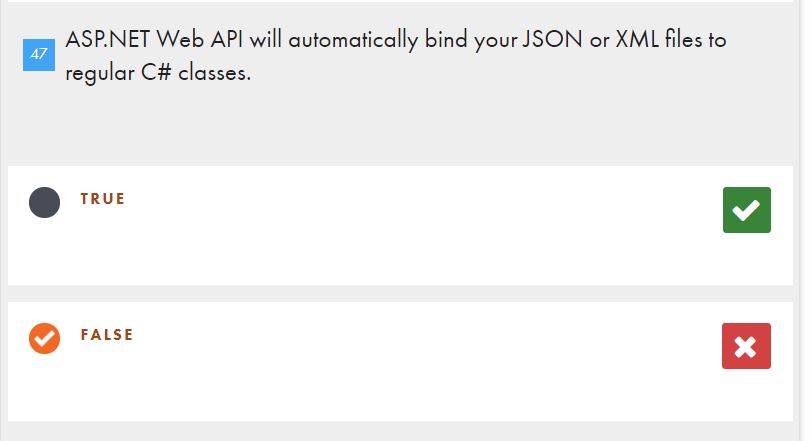 47
ASP.NET Web API will automatically bind your JSON or XML files to
regular C# classes.
TRUE
FALSE